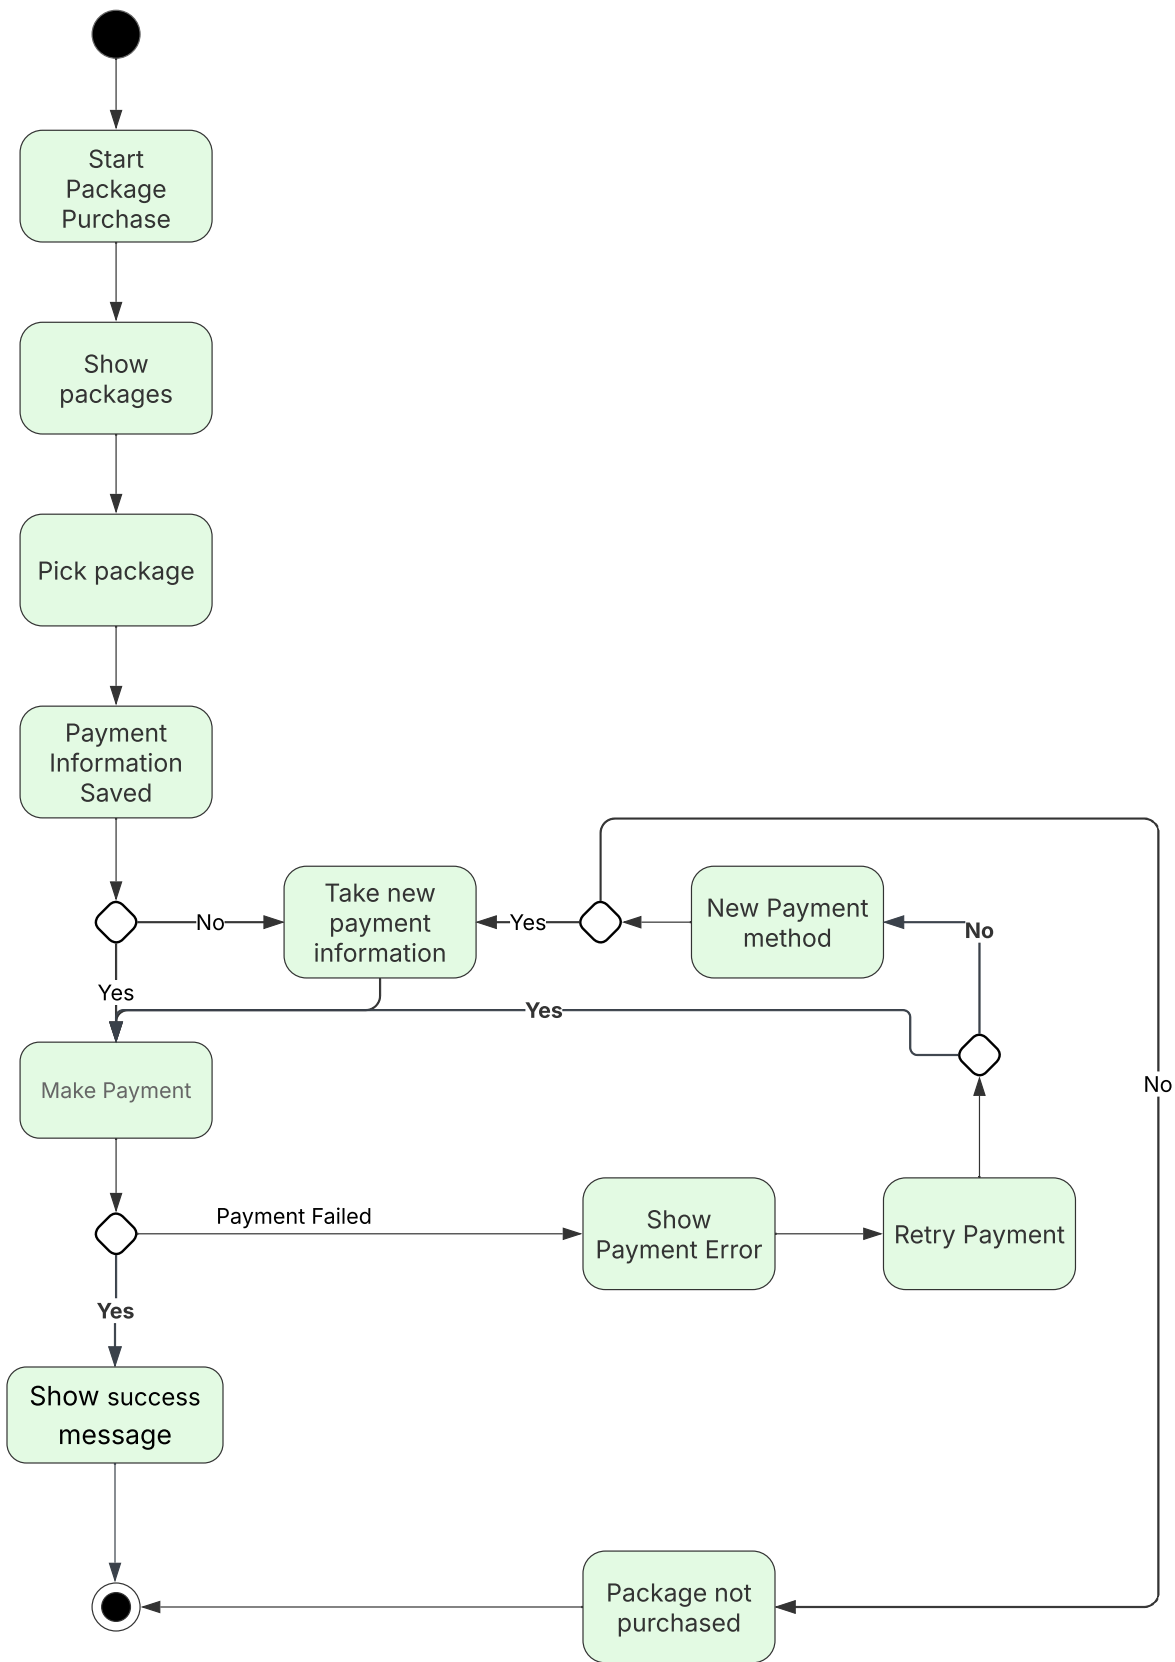 Start
Package
Purchase
Show
packages
Pick package
Payment
Information
Saved
No
Take new
payment
information
Yes
New Payment
method
No
Yes
Yes
Make Payment
No
Payment Failed
Show
Payment Error
Retry Payment
Yes
Show success
message
Package not
purchased